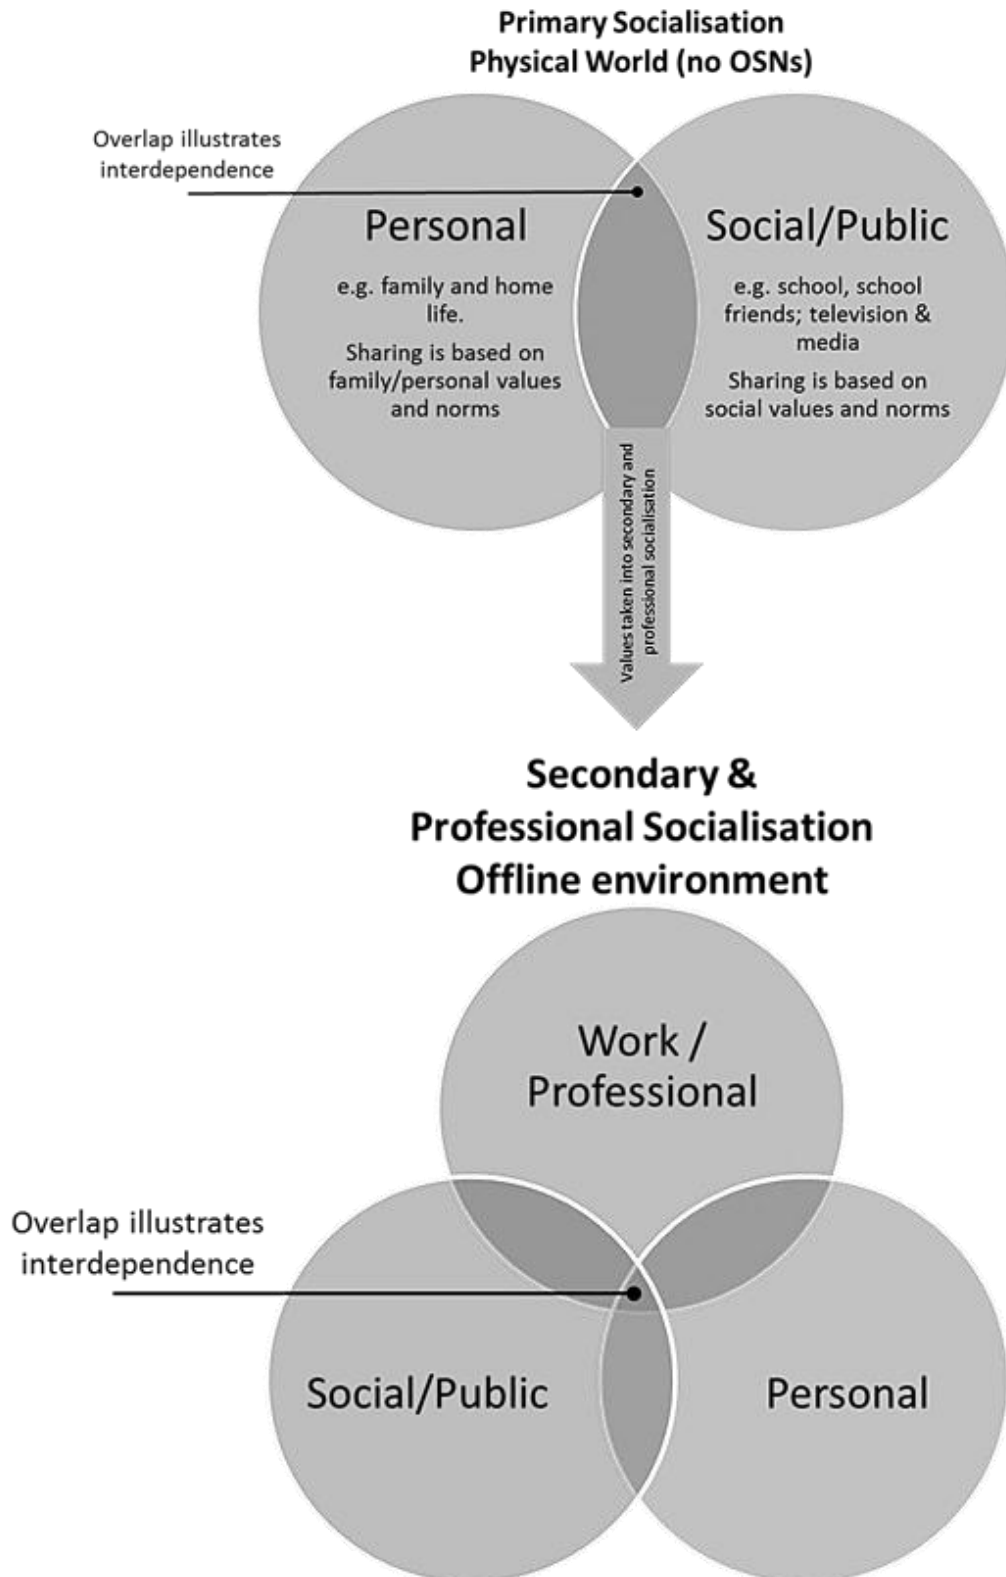 Primary Socialisation
Physical World (no OSNs)
Overlap illustrates
interdependence
Personal
e.g. family and home
life.
Sharing is based on
family/personal values
and norms
Social/Public
e.g. school, school
friends; television &
media
Sharing is based on
social values and norms
Values taken into secondary and
professional socialisation
Secondary &
Professional Socialisation
Offline environment
Work /
Professional
Overlap illustrates
interdependence
Social/Public
Personal